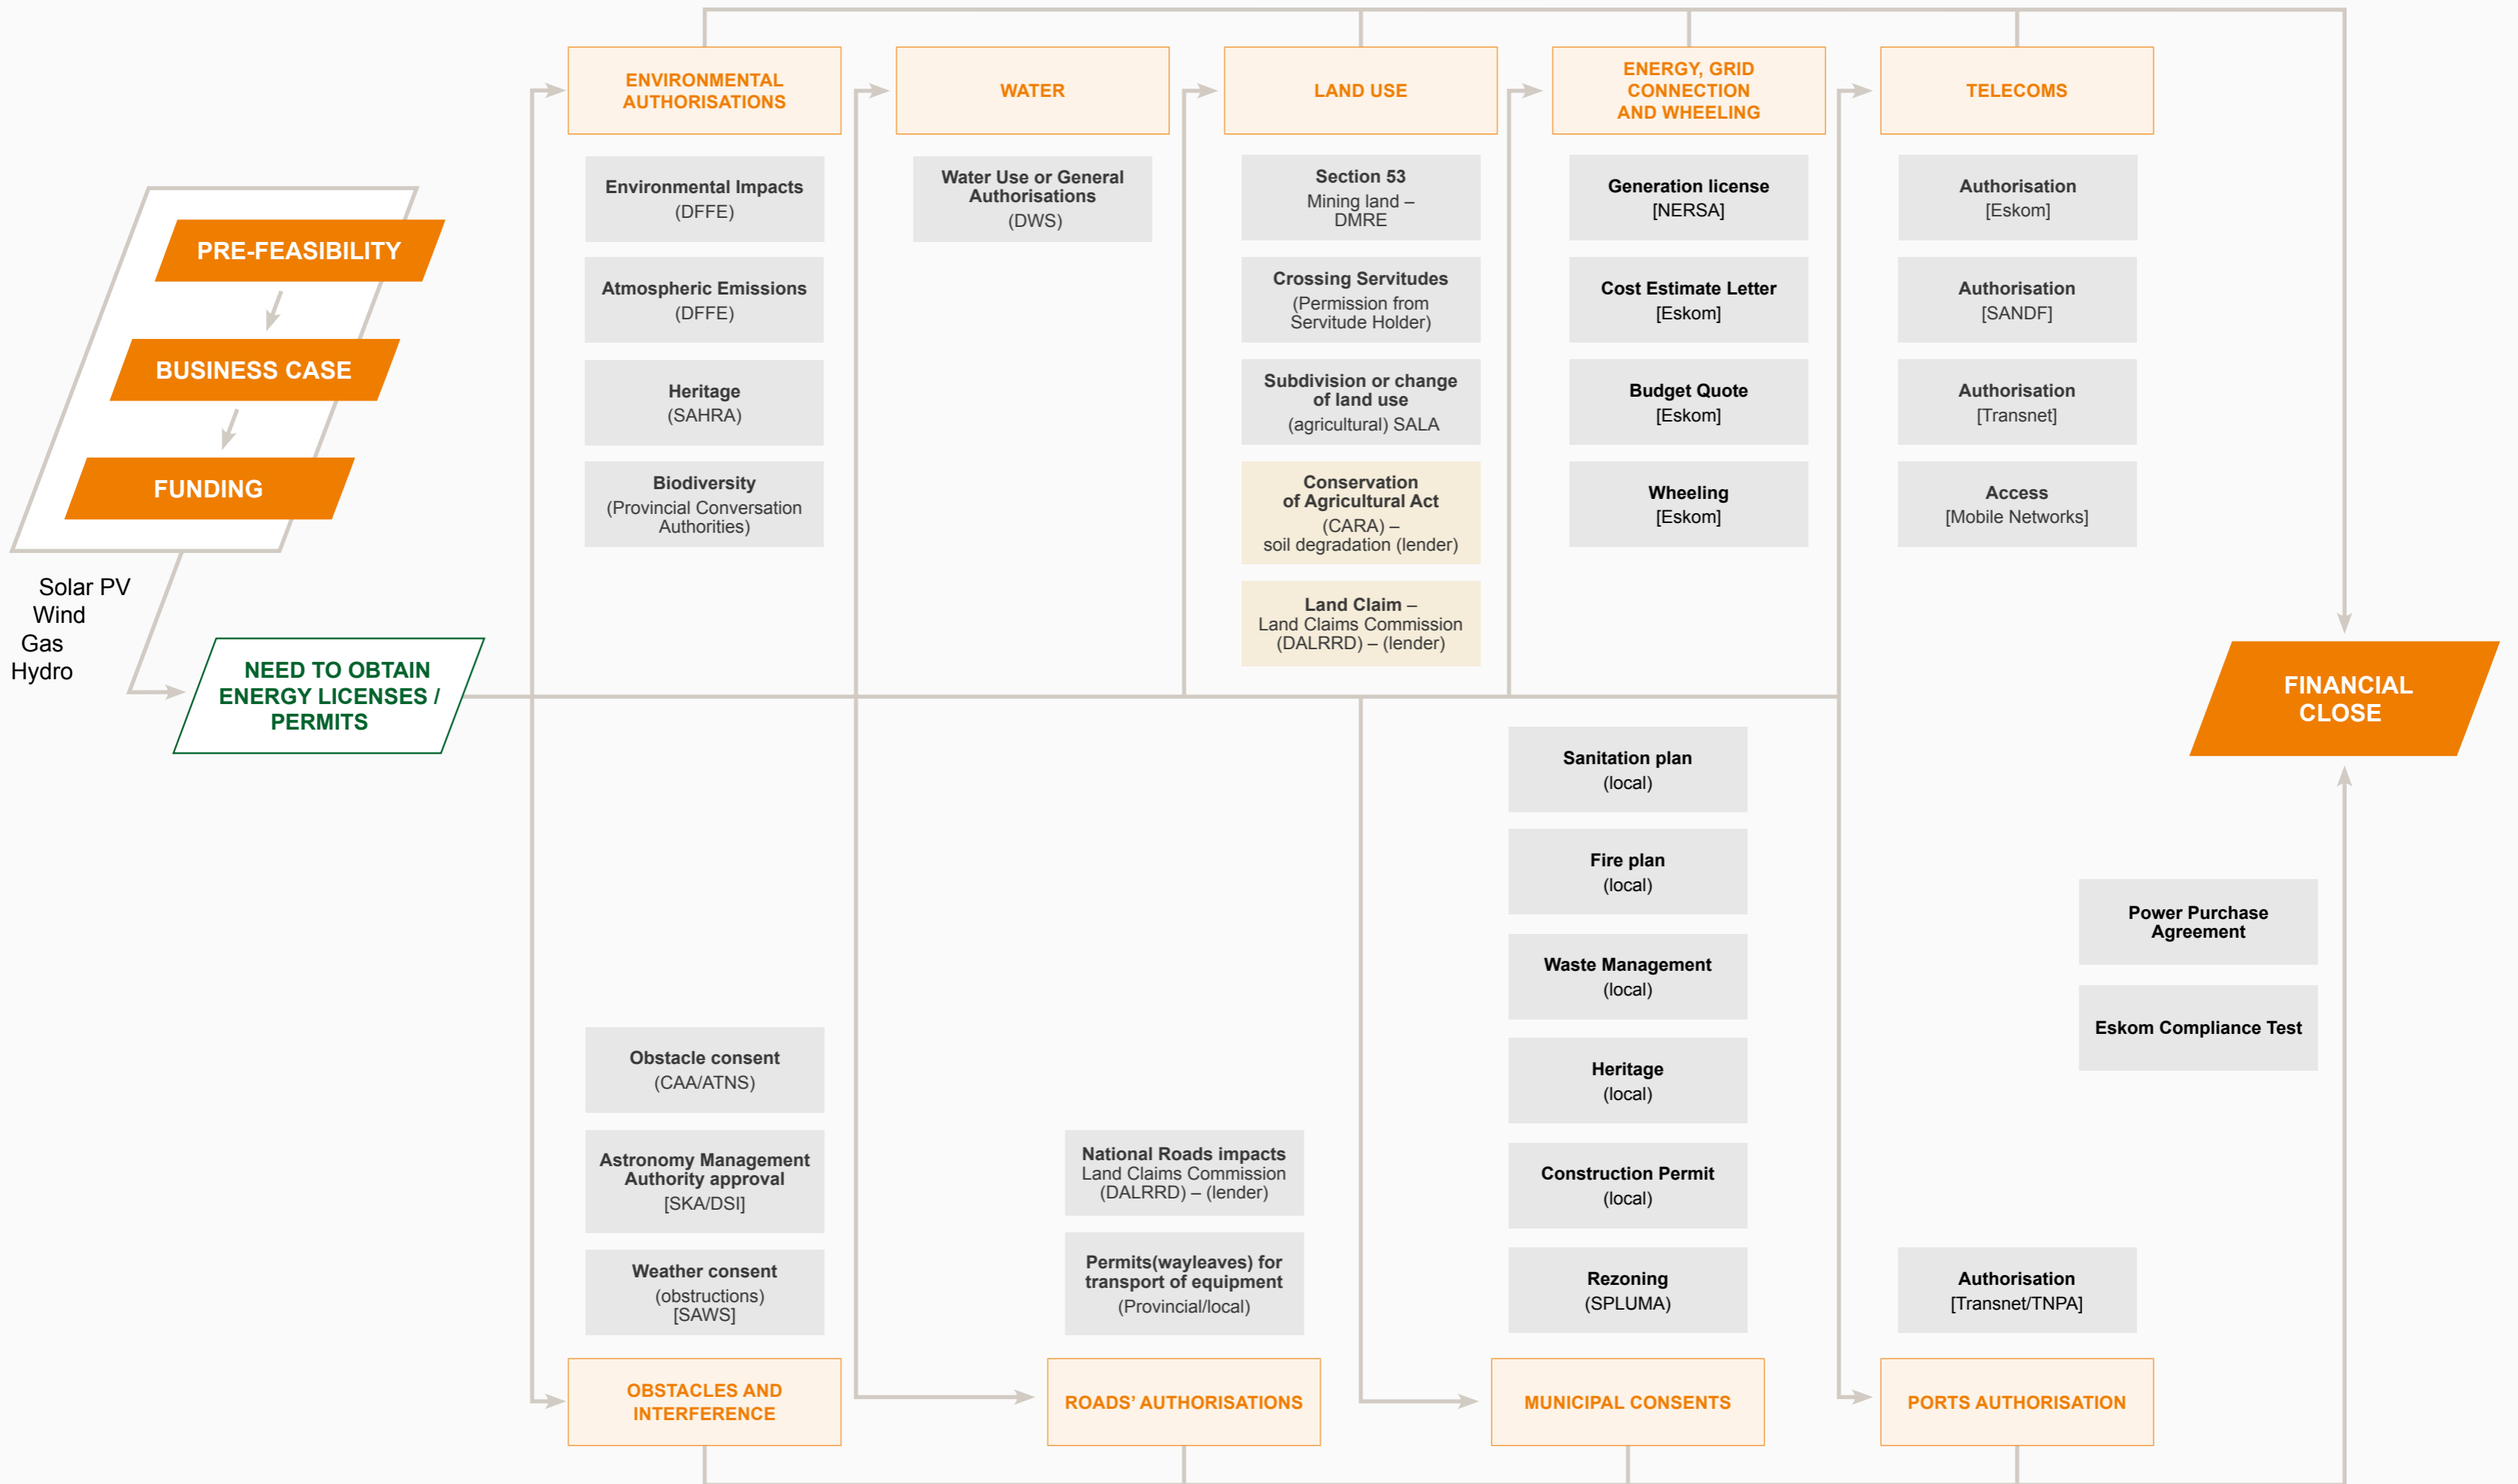 PRE-FEASIBILITY
BUSINESS CASE
FUNDING
Solar PV
Wind
Gas
Hydro
NEED TO OBTAIN
ENERGY LICENSES /
PERMITS
ENVIRONMENTAL
AUTHORISATIONS
Environmental Impacts
(DFFE)
Atmospheric Emissions
(DFFE)
Heritage
(SAHRA)
Biodiversity
(Provincial Conversation
Authorities)
WATER
Water Use or General
Authorisations
(DWS)
LAND USE
Section 53
Mining land –
DMRE
Crossing Servitudes
(Permission from
Servitude Holder)
Subdivision or change
of land use
(agricultural) SALA
Conservation
of Agricultural Act
(CARA) –
soil degradation (lender)
Land Claim –
Land Claims Commission
(DALRRD) – (lender)
ENERGY, GRID
CONNECTION
AND WHEELING
Generation license
[NERSA]
Cost Estimate Letter
[Eskom]
Budget Quote
[Eskom]
Wheeling
[Eskom]
TELECOMS
Authorisation
[Eskom]
Authorisation
[SANDF]
Authorisation
[Transnet]
Access
[Mobile Networks]
Obstacle consent
(CAA/ATNS)
Astronomy Management
Authority approval
[SKA/DSI]
Weather consent
(obstructions)
[SAWS]
OBSTACLES AND
INTERFERENCE
National Roads impacts
Land Claims Commission
(DALRRD) – (lender)
Permits(wayleaves) for
transport of equipment
(Provincial/local)
ROADS' AUTHORISATIONS
Sanitation plan
(local)
Fire plan
(local)
Waste Management
(local)
Heritage
(local)
Construction Permit
(local)
Rezoning
(SPLUMA)
MUNICIPAL CONSENTS
Authorisation
[Transnet/TNPA]
PORTS AUTHORISATION
FINANCIAL
CLOSE
Power Purchase
Agreement
Eskom Compliance Test